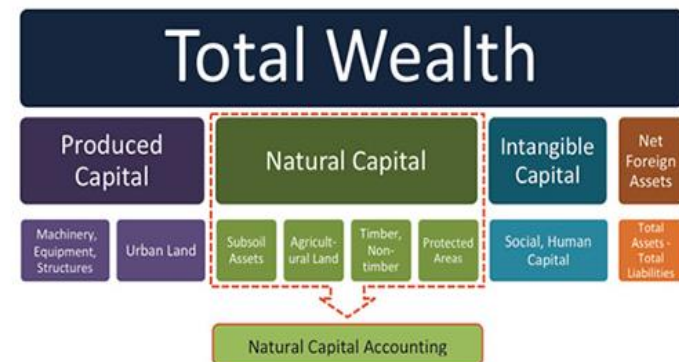 Total Wealth
Produced
Capital
Natural Capital
Intangible
Capital
Net
Foreign
Assets
Machinery,
Equipment,
Structures
Urban Land
Subsoil
Assets
Agricult-
ural Land
Timber,
Non-
timber
Protected
Areas
Social, Human
Capital
Total
Assets -
Total
Liabilities
Natural Capital Accounting